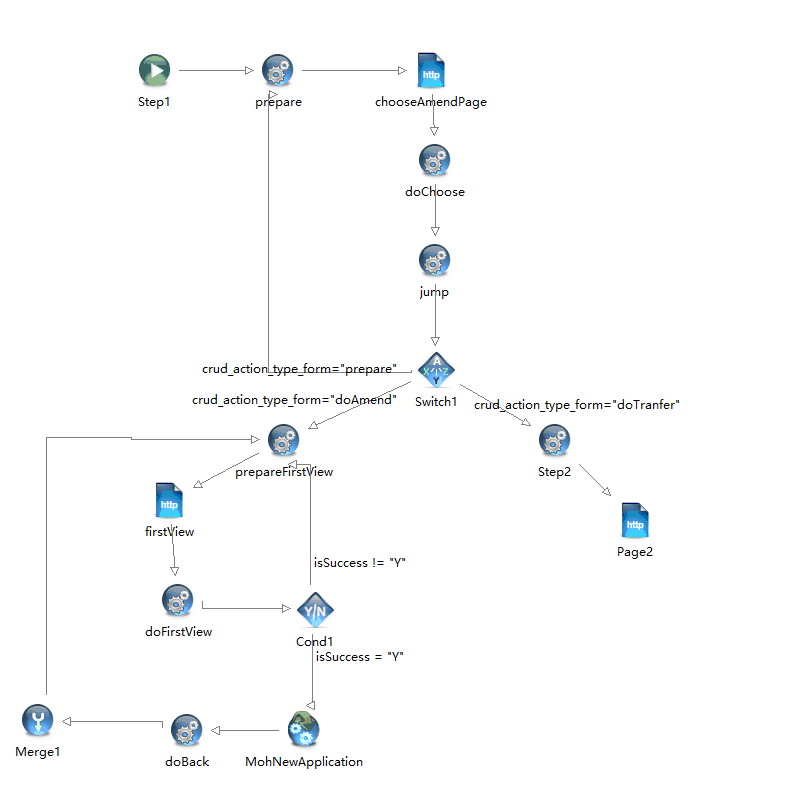 Step1
prepare
http
chooseAmendPage
doChoose
jump
crud_action_type_form="prepare"
A
X Z
Y
Switch1
crud_action_type_form="doAmend"
crud_action_type_form="doTranfer"
prepareFirstView
Step2
http
firstView
http
Page2
isSuccess != "Y"
doFirstView
Y/N
Cond1
isSuccess = "Y"
Merge1
doBack
MohNewApplication